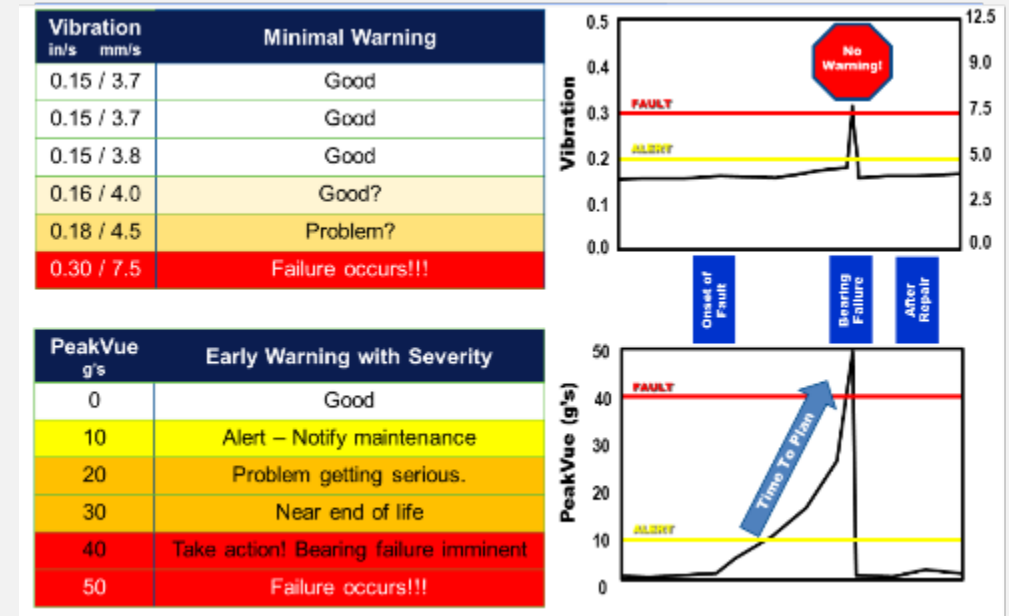 Vibration
in/s mm/s
Minimal Warning
0.15 / 3.7 Good
0.15 / 3.7 Good
0.15 / 3.8 Good
0.16 / 4.0 Good?
0.18 / 4.5 Problem?
0.30 / 7.5 Failure occurs!!!
Vibration
0.5
0.4
0.3
0.2
0.1
0.0
No
Warning!
FAULT
ALERT
12.5
9.0
7.5
5.0
2.5
0.0
Onset of
Fault
Bearing
Failure
After
Repair
PeakVue
g's
Early Warning with Severity
0 Good
10 Alert – Notify maintenance
20 Problem getting serious.
30 Near end of life
40 Take action! Bearing failure imminent
50 Failure occurs!!!
PeakVue (g's)
50
40
30
20
10
0
FAULT
Time To Plan
ALERT